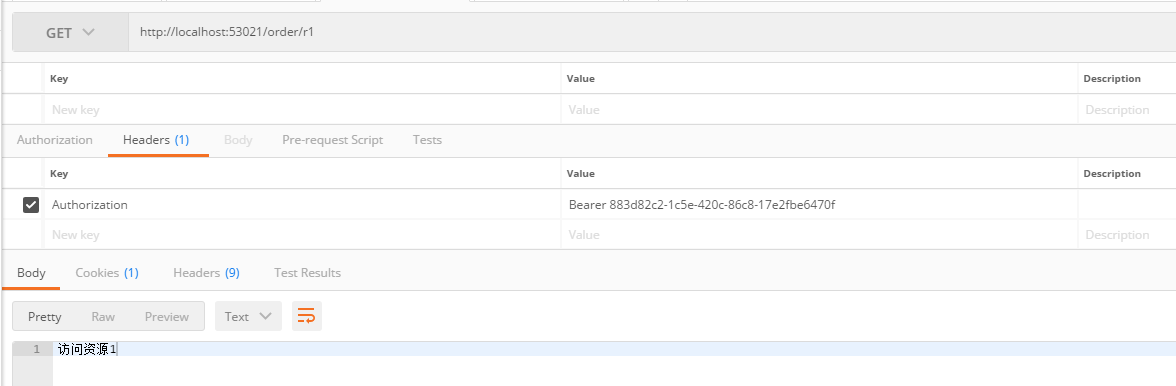 GET http://localhost:53021/order/r1
Key Value Description
New key Value Description
Authorization Headers (1) Body Pre-request Script Tests
Key Value Description
Authorization Bearer 883d82c2-1c5e-420c-86c8-17e2fbe6470f
New key Value Description
Body Cookies (1) Headers (9) Test Results
Pretty Raw Preview Text
1 访问资源1